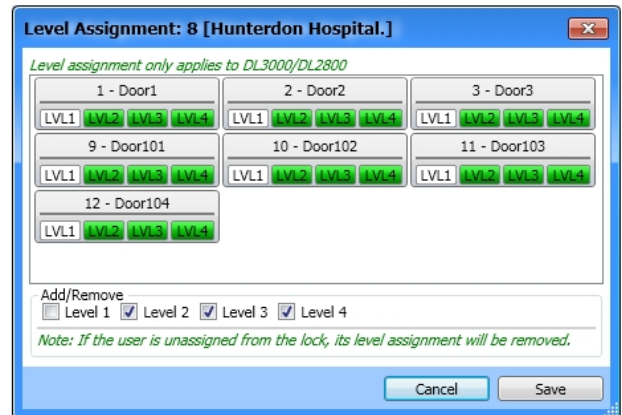 Level Assignment: 8 [Hunterdon Hospital.]
Level assignment only applies to DL3000/DL2800
1 - Door1 2 - Door2 3 - Door3
LVL1 LVL2 LVL3 LVL4 LVL1 LVL2 LVL3 LVL4 LVL1 LVL2 LVL3 LVL4
9 - Door101 10 - Door102 11 - Door103
LVL1 LVL2 LVL3 LVL4 LVL1 LVL2 LVL3 LVL4 LVL1 LVL2 LVL3 LVL4
12 - Door104
LVL1 LVL2 LVL3 LVL4
Add/Remove
Level 1 Level 2 Level 3 Level 4
Note: If the user is unassigned from the lock, its level assignment will be removed.
Cancel Save